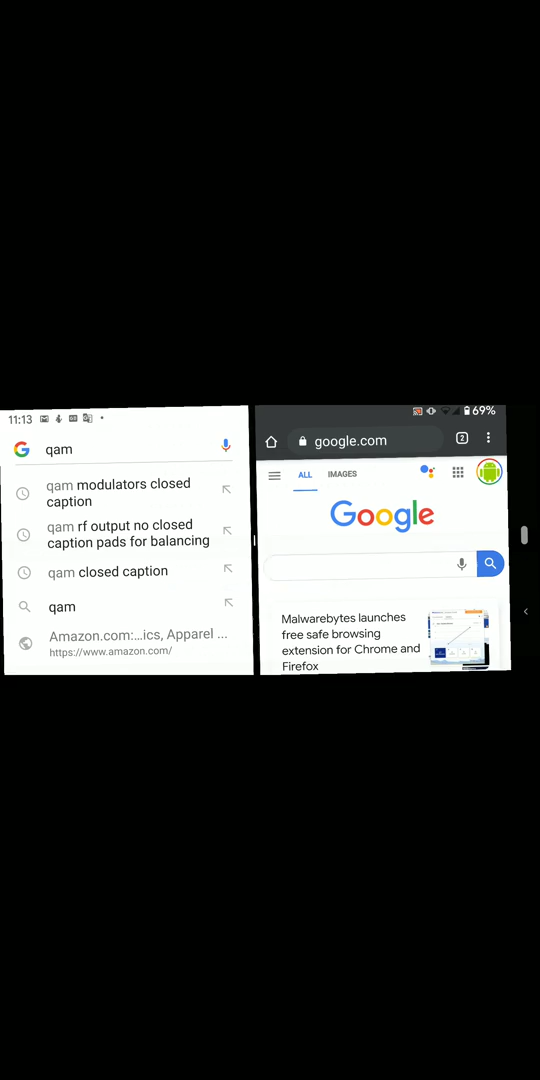 11:13
qam
qam modulators closed
caption
qam rf output no closed
caption pads for balancing
qam closed caption
qam
Amazon.com:...ics, Apparel ...
https://www.amazon.com/
69%
google.com
2
ALL IMAGES
Google
Malwarebytes launches
free safe browsing
extension for Chrome and
Firefox